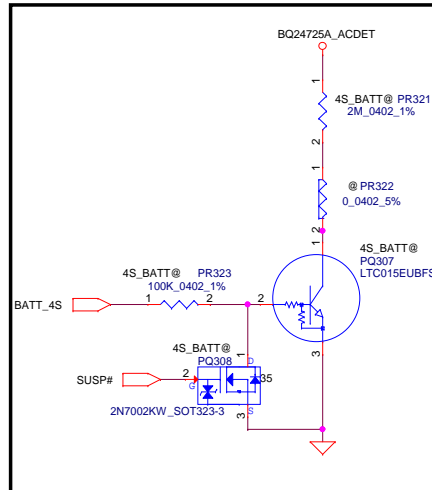 BQ24725A_ACDET
1
4S_BATT@ PR321
2M_0402_1%
2
1
@ PR322
0_0402_5%
2
1
4S_BATT@
PQ307
LTC015EUBFS
4S_BATT@ PR323
100K_0402_1%
BATT_4S
1 2
2
3
4S_BATT@
PQ308
1 D
SUSP#
2
G
35
3 S
2N7002KW_SOT323-3